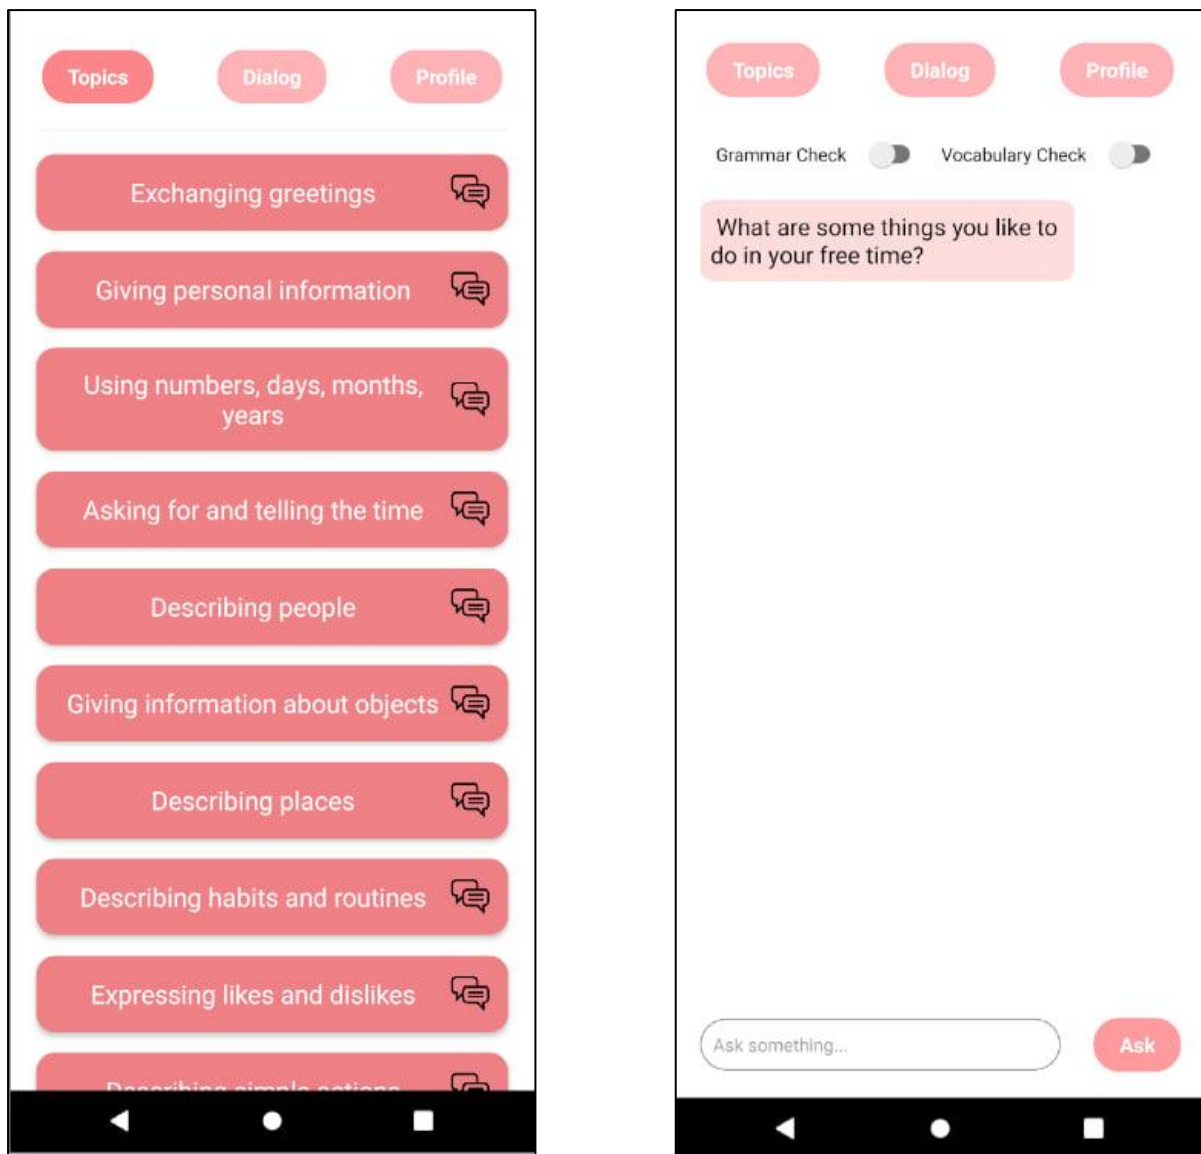 Topics Dialog Profile
Exchanging greetings
Giving personal information
Using numbers, days, months,
years
Asking for and telling the time
Describing people
Giving information about objects
Describing places
Describing habits and routines
Expressing likes and dislikes
Describing simple actions
Topics Dialog Profile
Grammar Check Vocabulary Check
What are some things you like to
do in your free time?
Ask something... Ask